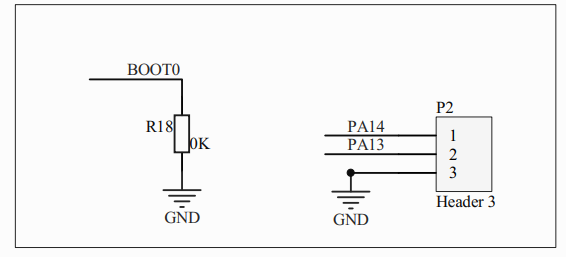 BOOT0
R18
0K
GND
P2
PA14
1
PA13
2
3
GND
Header 3